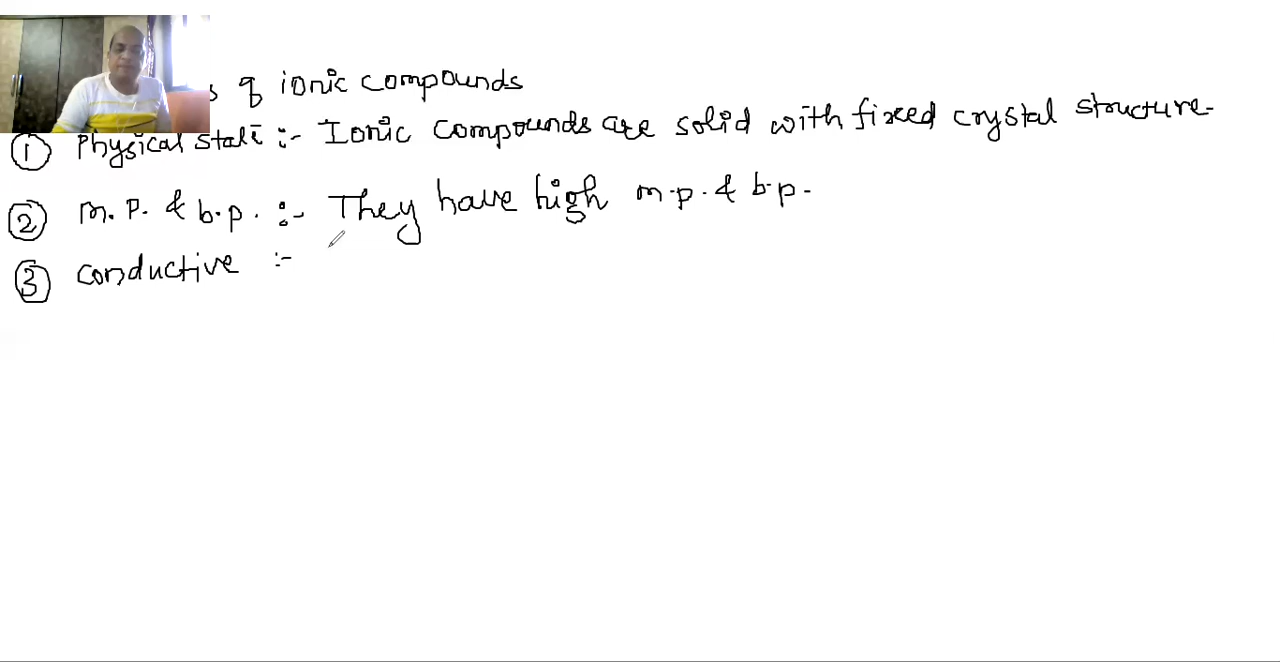 s of ionic compounds
① Physical state :- Ionic compounds are solid with fixed crystal structure.
② m.p. & b.p. :- They have high m.p. & b.p.
③ conductive :-